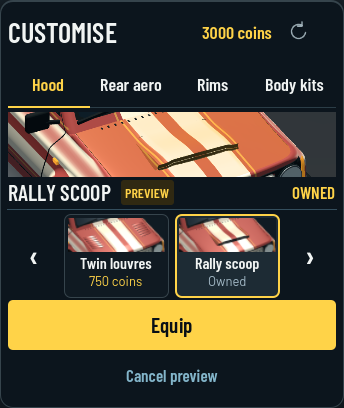 CUSTOMISE
3000 coins
Hood Rear aero Rims Body kits
RALLY SCOOP PREVIEW OWNED
Twin louvres
750 coins
Rally scoop
Owned
Equip
Cancel preview